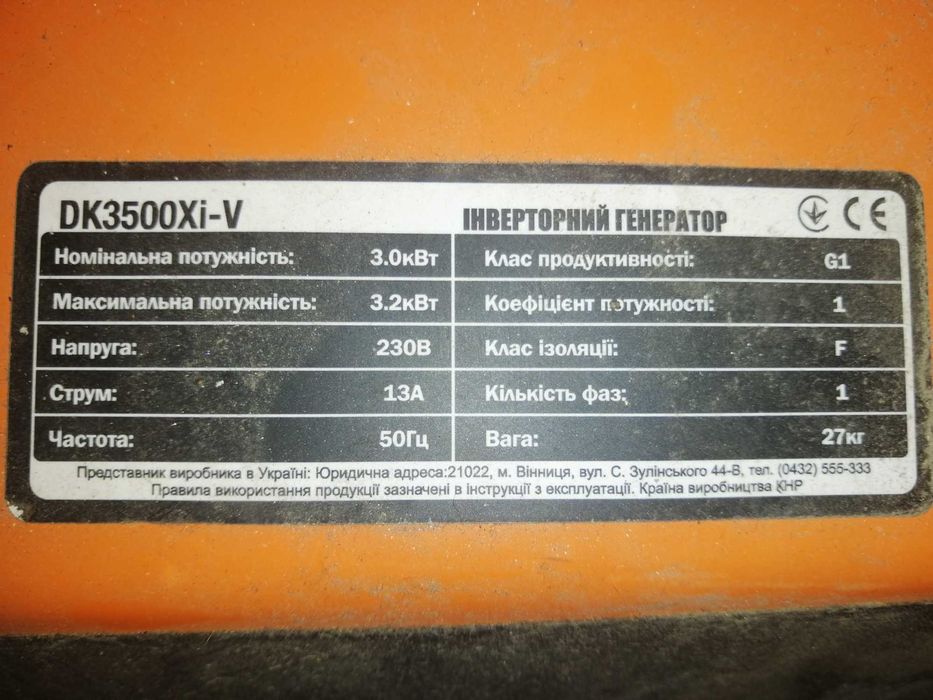 DK3500Xi-V ІНВЕРТОРНИЙ ГЕНЕРАТОР CE
Номінальна потужність: 3.0кВт Клас продуктивності: G1
Максимальна потужність: 3.2кВт Коефіцієнт потужності: 1
Напруга: 230В Клас ізоляції: F
Струм: 13А Кількість фаз: 1
Частота: 50Гц Вага: 27кг
Представник виробника в Україні: Юридична адреса:21022, м. Вінниця, вул. С. Зулінського 44-В, тел. (0432) 555-333
Правила використання продукції зазначені в інструкції з експлуатації. Країна виробництва КНР